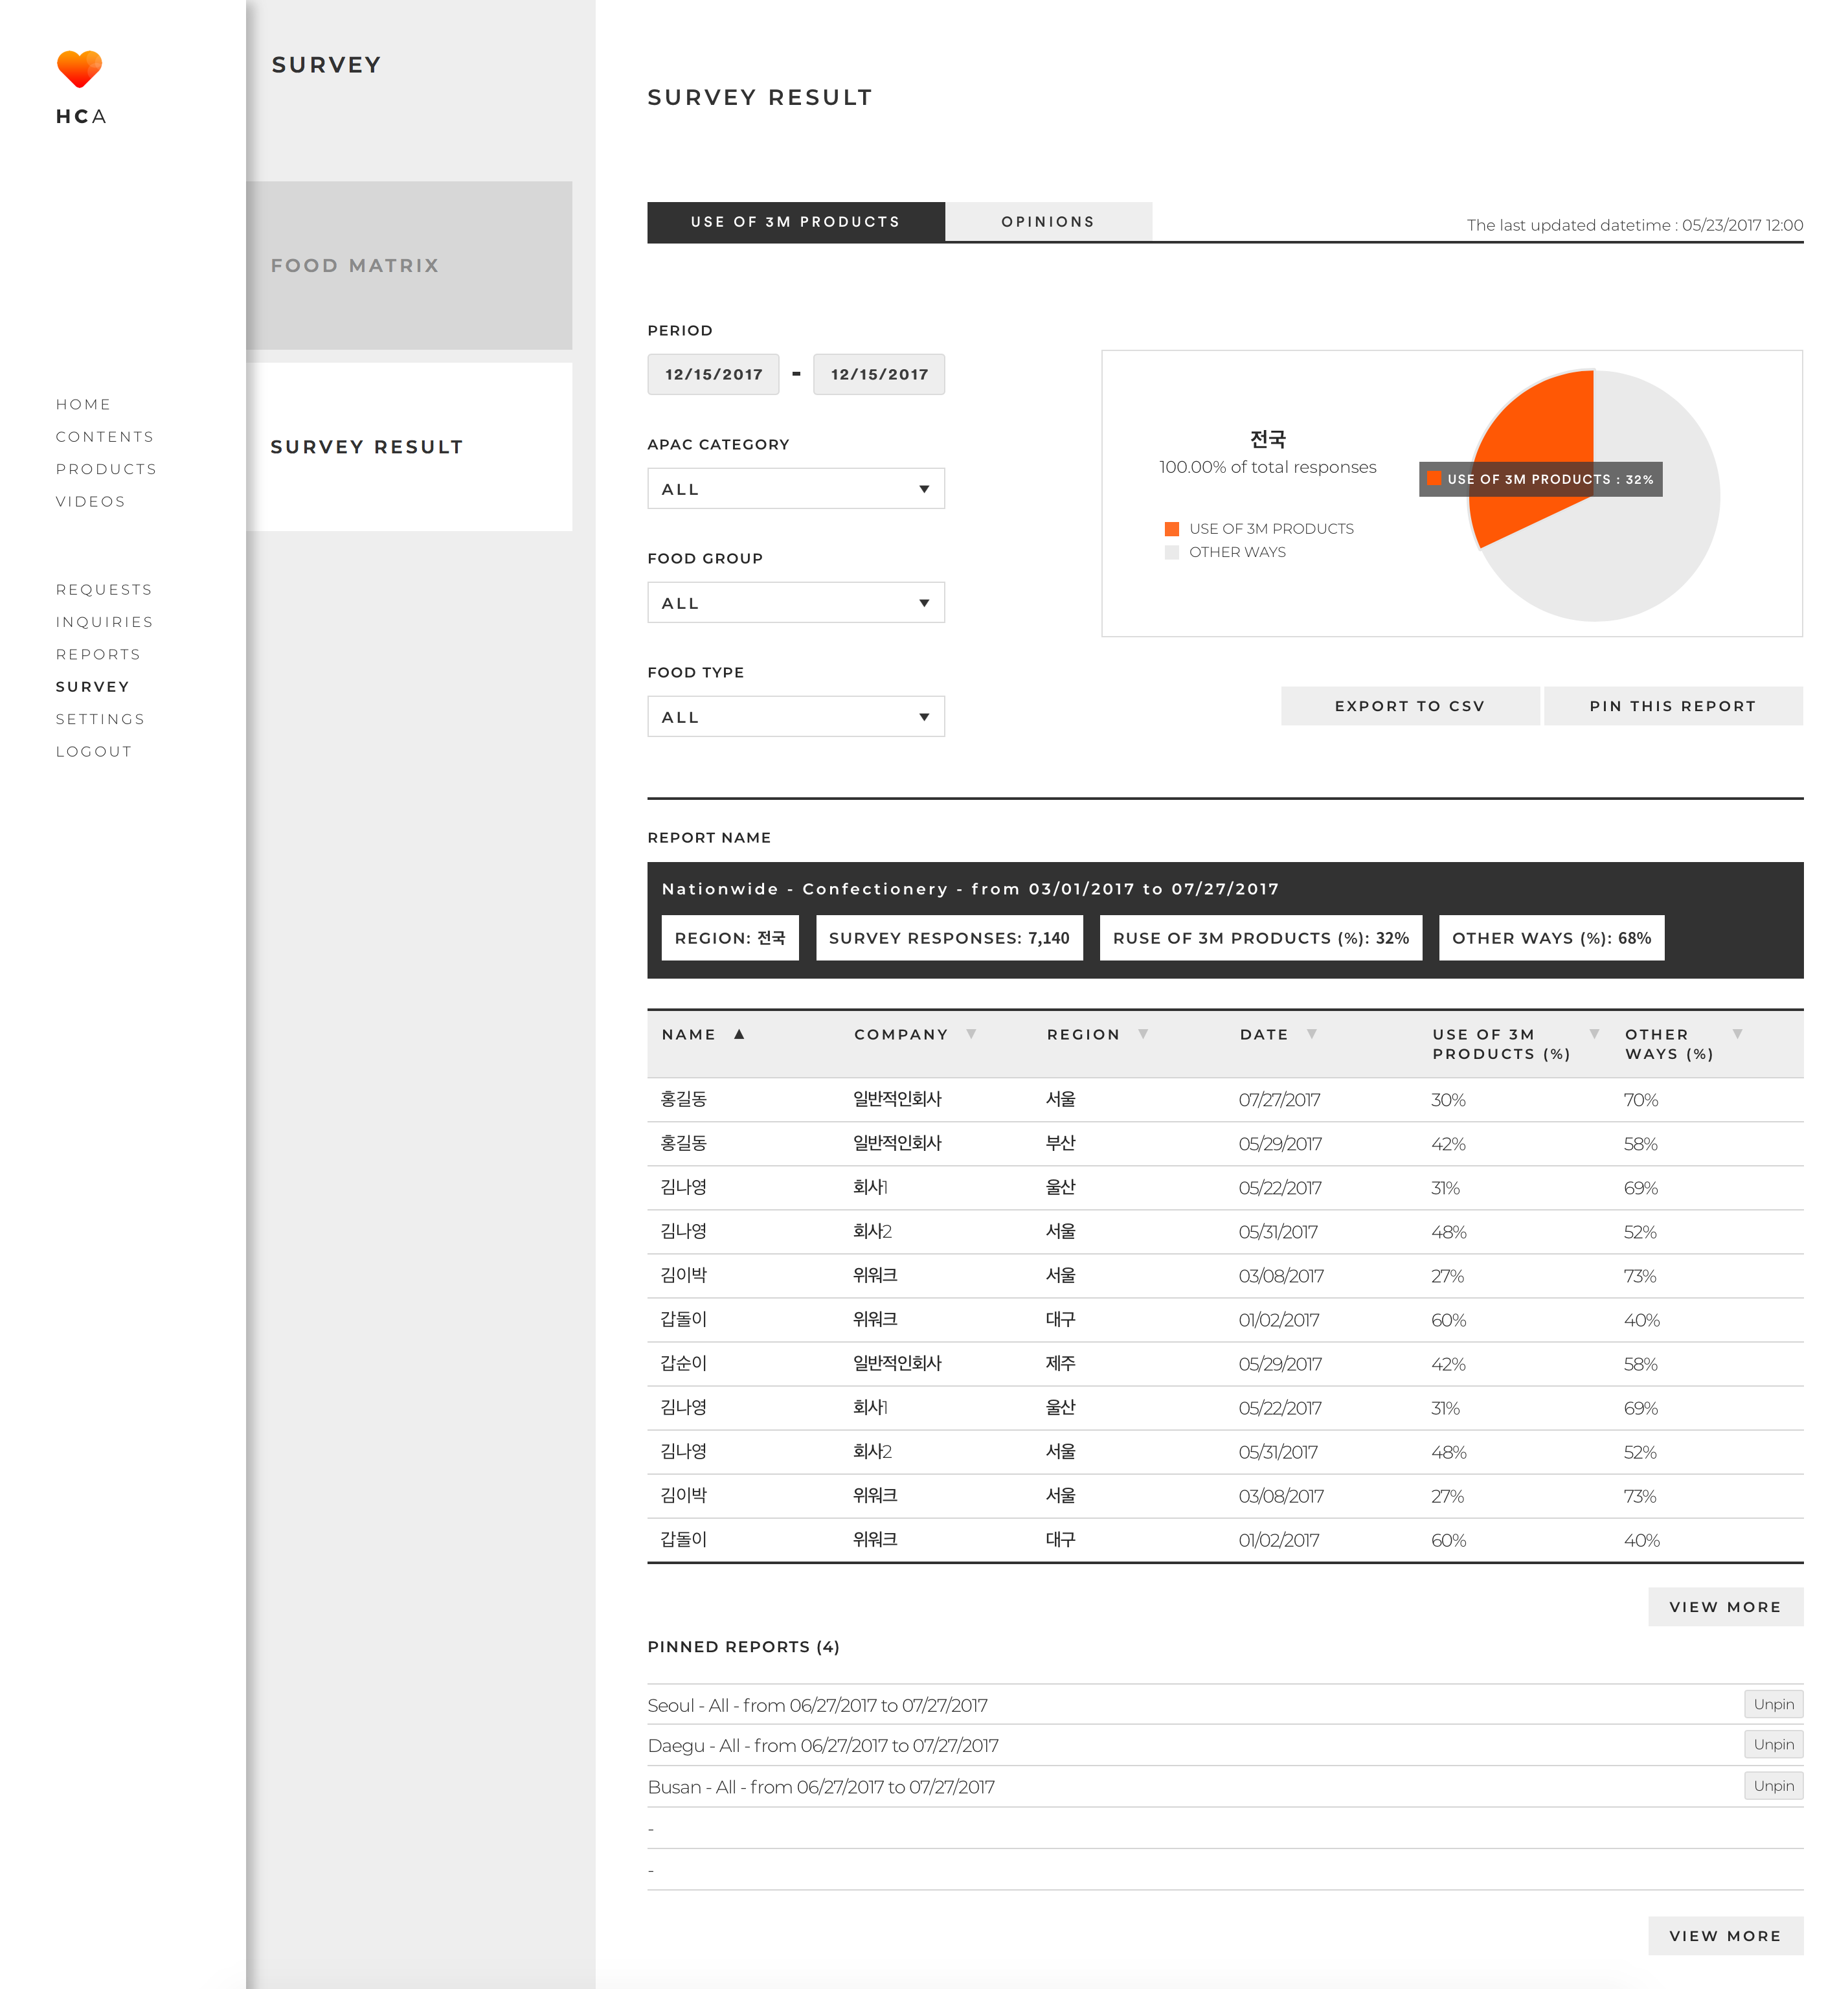 HCA
HOME
CONTENTS
PRODUCTS
VIDEOS
REQUESTS
INQUIRIES
REPORTS
SURVEY
SETTINGS
LOGOUT
SURVEY
FOOD MATRIX
SURVEY RESULT
SURVEY RESULT
USE OF 3M PRODUCTS OPINIONS The last updated datetime : 05/23/2017 12:00
PERIOD
12/15/2017 - 12/15/2017
APAC CATEGORY
ALL
FOOD GROUP
ALL
FOOD TYPE
ALL
전국
100.00% of total responses
USE OF 3M PRODUCTS
OTHER WAYS
USE OF 3M PRODUCTS : 32%
EXPORT TO CSV PIN THIS REPORT
REPORT NAME
Nationwide - Confectionery - from 03/01/2017 to 07/27/2017
REGION: 전국 SURVEY RESPONSES: 7,140 RUSE OF 3M PRODUCTS (%): 32% OTHER WAYS (%): 68%
NAME ▲ COMPANY ▼ REGION ▼ DATE ▼ USE OF 3M PRODUCTS (%) ▼ OTHER WAYS (%) ▼
홍길동 일반적인회사 서울 07/27/2017 30% 70%
홍길동 일반적인회사 부산 05/29/2017 42% 58%
김나영 회사1 울산 05/22/2017 31% 69%
김나영 회사2 서울 05/31/2017 48% 52%
김이박 위워크 서울 03/08/2017 27% 73%
갑돌이 위워크 대구 01/02/2017 60% 40%
갑순이 일반적인회사 제주 05/29/2017 42% 58%
김나영 회사1 울산 05/22/2017 31% 69%
김나영 회사2 서울 05/31/2017 48% 52%
김이박 위워크 서울 03/08/2017 27% 73%
갑돌이 위워크 대구 01/02/2017 60% 40%
VIEW MORE
PINNED REPORTS (4)
Seoul - All - from 06/27/2017 to 07/27/2017 Unpin
Daegu - All - from 06/27/2017 to 07/27/2017 Unpin
Busan - All - from 06/27/2017 to 07/27/2017 Unpin
-
-
VIEW MORE